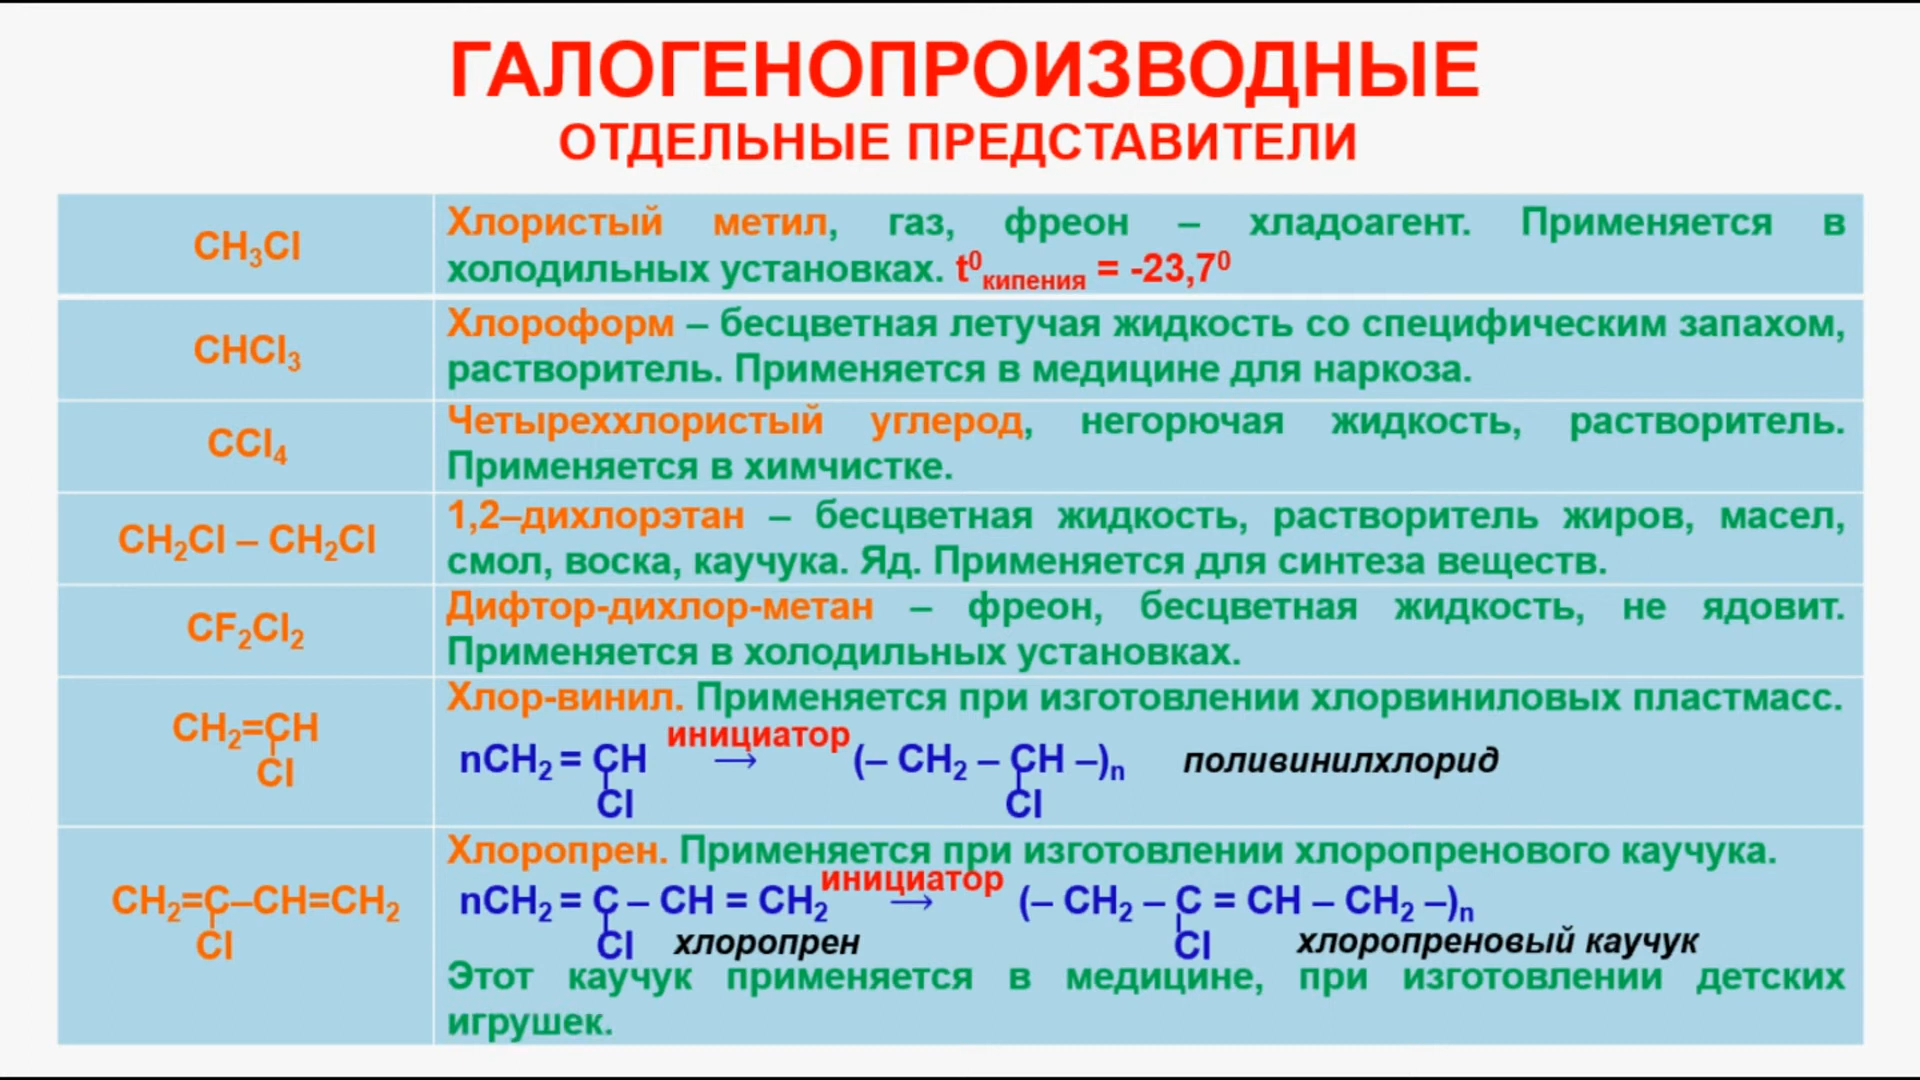 ГАЛОГЕНОПРОИЗВОДНЫЕ
ОТДЕЛЬНЫЕ ПРЕДСТАВИТЕЛИ
CH₃Cl
Хлористый метил, газ, фреон – хладоагент. Применяется в
холодильных установках. t⁰кипения = -23,7⁰
CHCl₃
Хлороформ – бесцветная летучая жидкость со специфическим запахом,
растворитель. Применяется в медицине для наркоза.
CCl₄
Четыреххлористый углерод, негорючая жидкость, растворитель.
Применяется в химчистке.
CH₂Cl – CH₂Cl
1,2–дихлорэтан – бесцветная жидкость, растворитель жиров, масел,
смол, воска, каучука. Яд. Применяется для синтеза веществ.
CF₂Cl₂
Дифтор-дихлор-метан – фреон, бесцветная жидкость, не ядовит.
Применяется в холодильных установках.
CH₂=CH
Cl
Хлор-винил. Применяется при изготовлении хлорвиниловых пластмасс.
инициатор
nCH₂ = CH → (– CH₂ – CH –)ₙ поливинилхлорид
Cl Cl
CH₂=C–CH=CH₂
Cl
Хлоропрен. Применяется при изготовлении хлоропренового каучука.
инициатор
nCH₂ = C – CH = CH₂ → (– CH₂ – C = CH – CH₂ –)ₙ
Cl хлоропрен Cl хлоропреновый каучук
Этот каучук применяется в медицине, при изготовлении детских
игрушек.